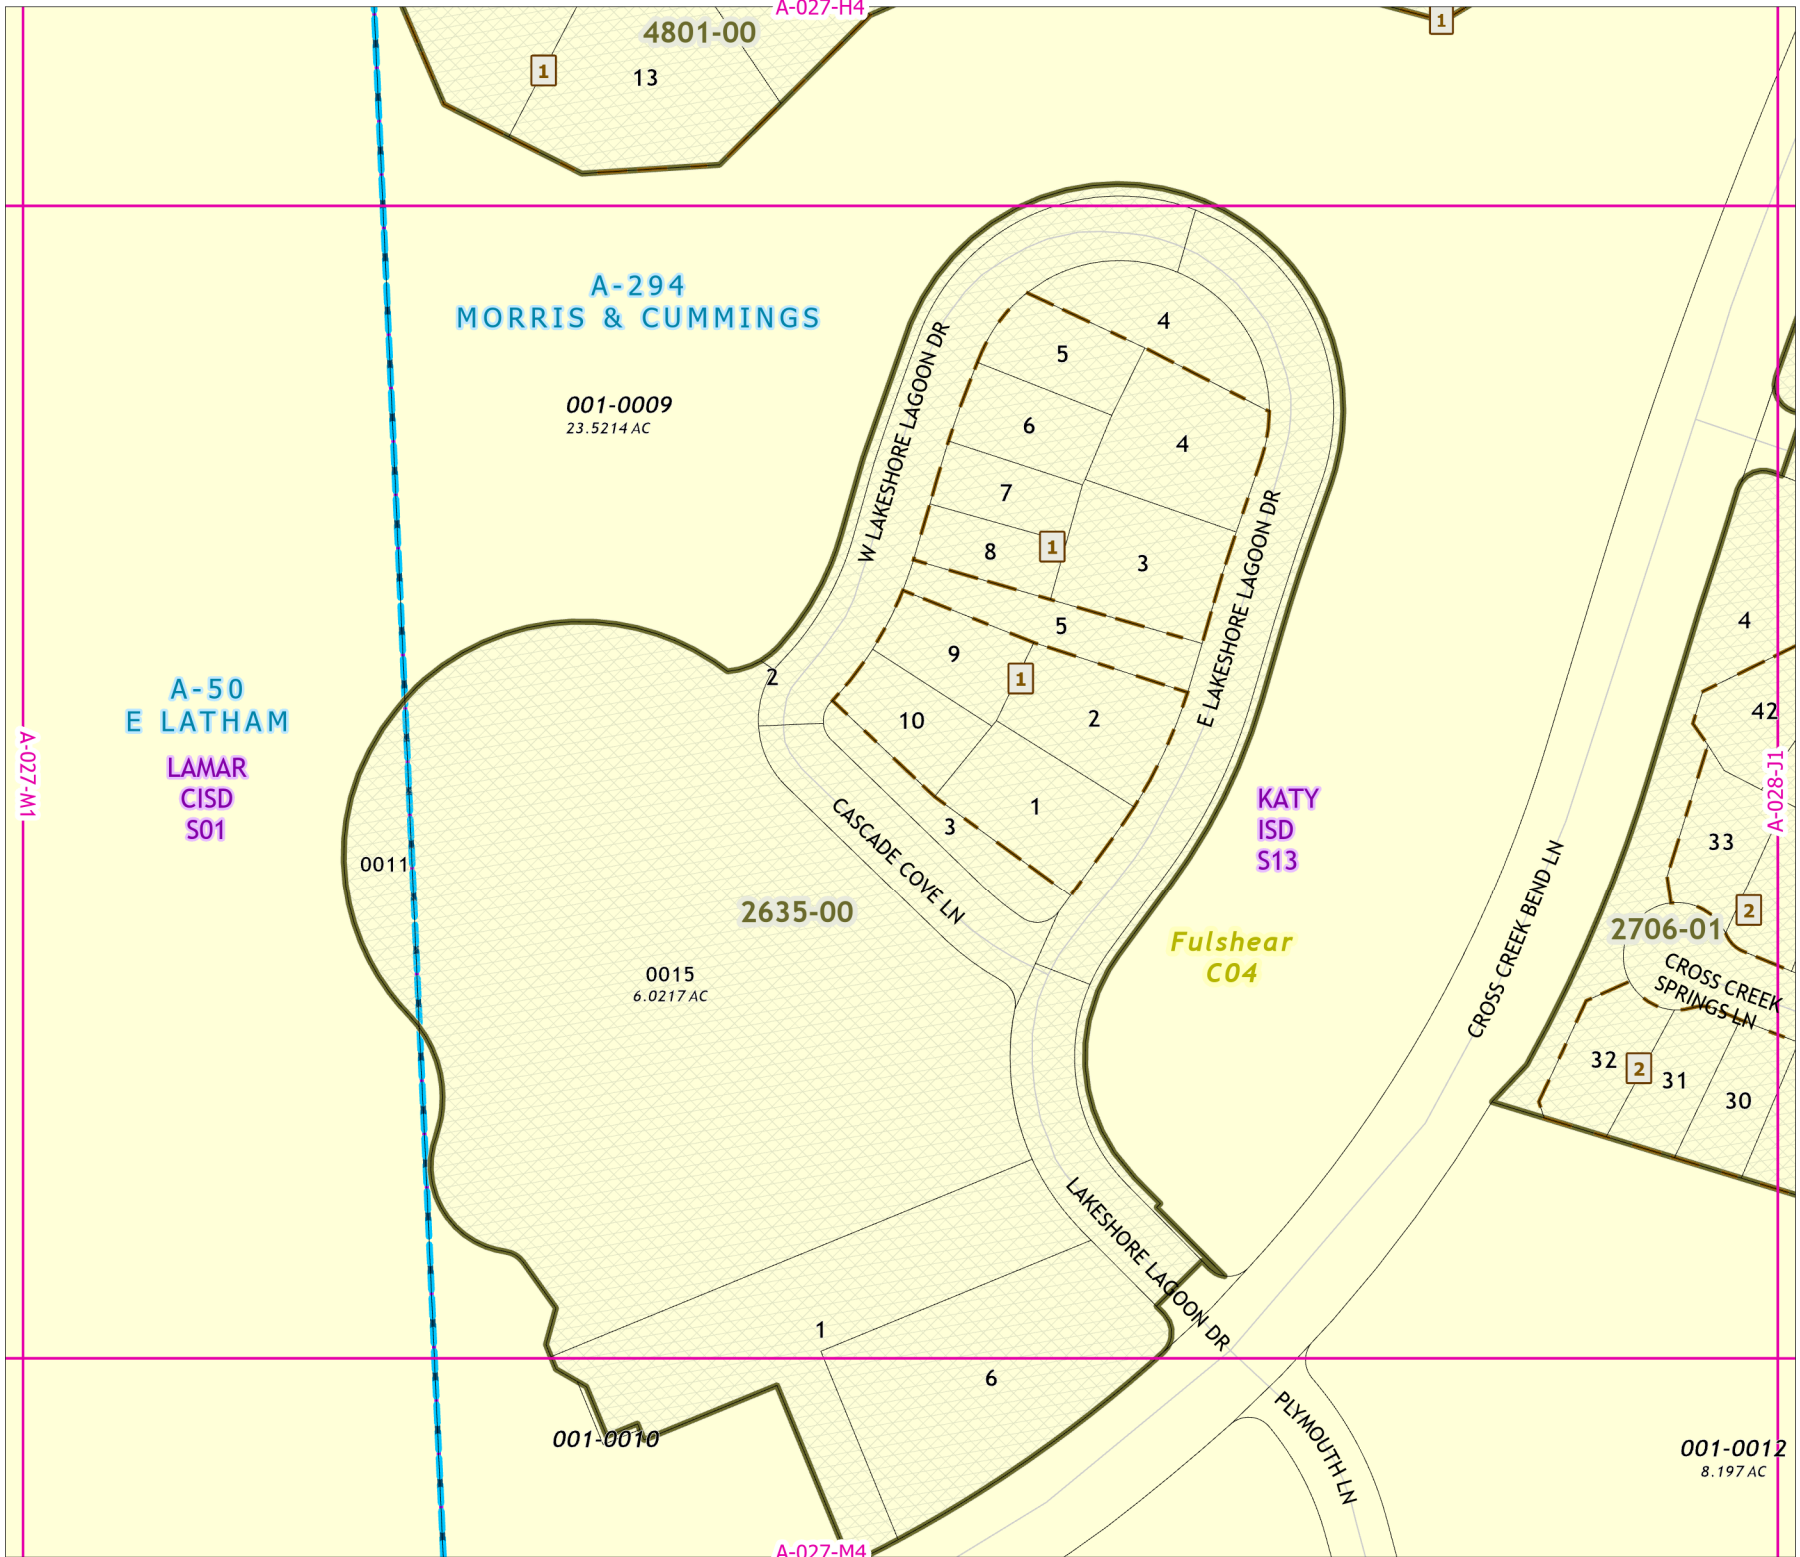 A-027-H4
4801-00
1
1
13
A-294
MORRIS & CUMMINGS
001-0009
23.5214 AC
W LAKESHORE LAGOON DR
4
5
6
4
7
8
1
3
E LAKESHORE LAGOON DR
5
9
1
2
10
2
1
3
CASCADE COVE LN
A-50
E LATHAM
LAMAR
CISD
S01
A-027-M1
KATY
ISD
S13
A-028-J1
4
42
33
2
2706-01
CROSS CREEK
SPRINGS LN
32
2
31
30
CROSS CREEK BEND LN
0011
2635-00
Fulshear
C04
0015
6.0217 AC
LAKESHORE LAGOON DR
1
6
001-0010
PLYMOUTH LN
001-0012
8.197 AC
A-027-M4